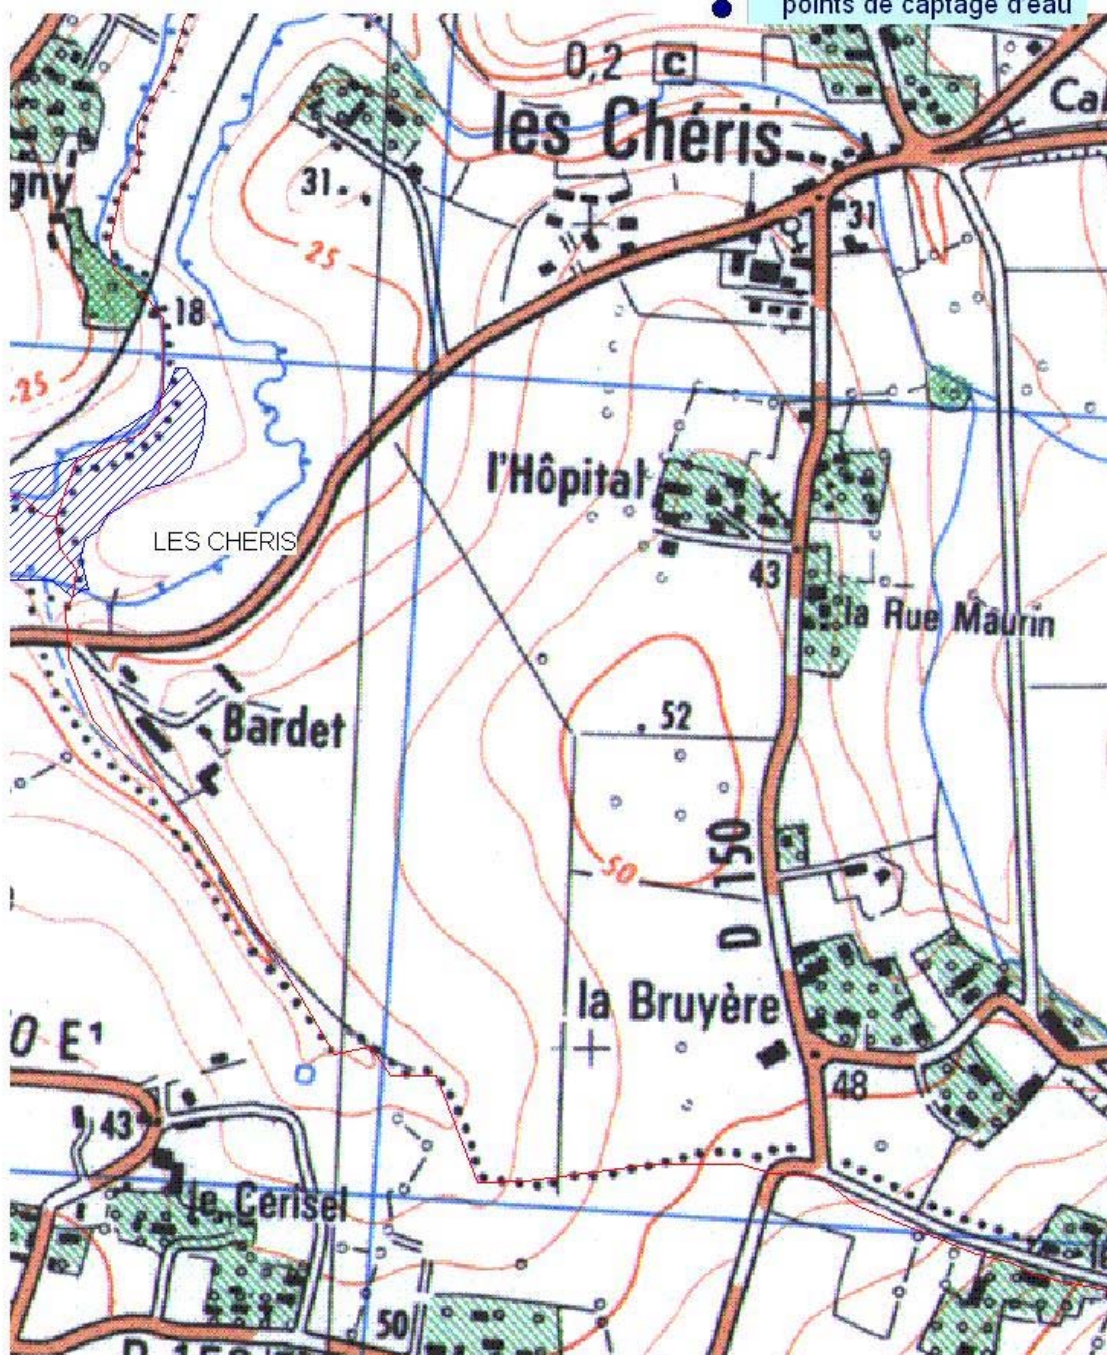 points de captage d'eau
0,2 C
les Chéris
Cal
gny
31
31
25
18
25
l'Hôpital
LES CHERIS
43
la Rue Maurin
52
Bardet
50
D 150
la Bruyère
0 E¹
48
43
le Cerisel
50